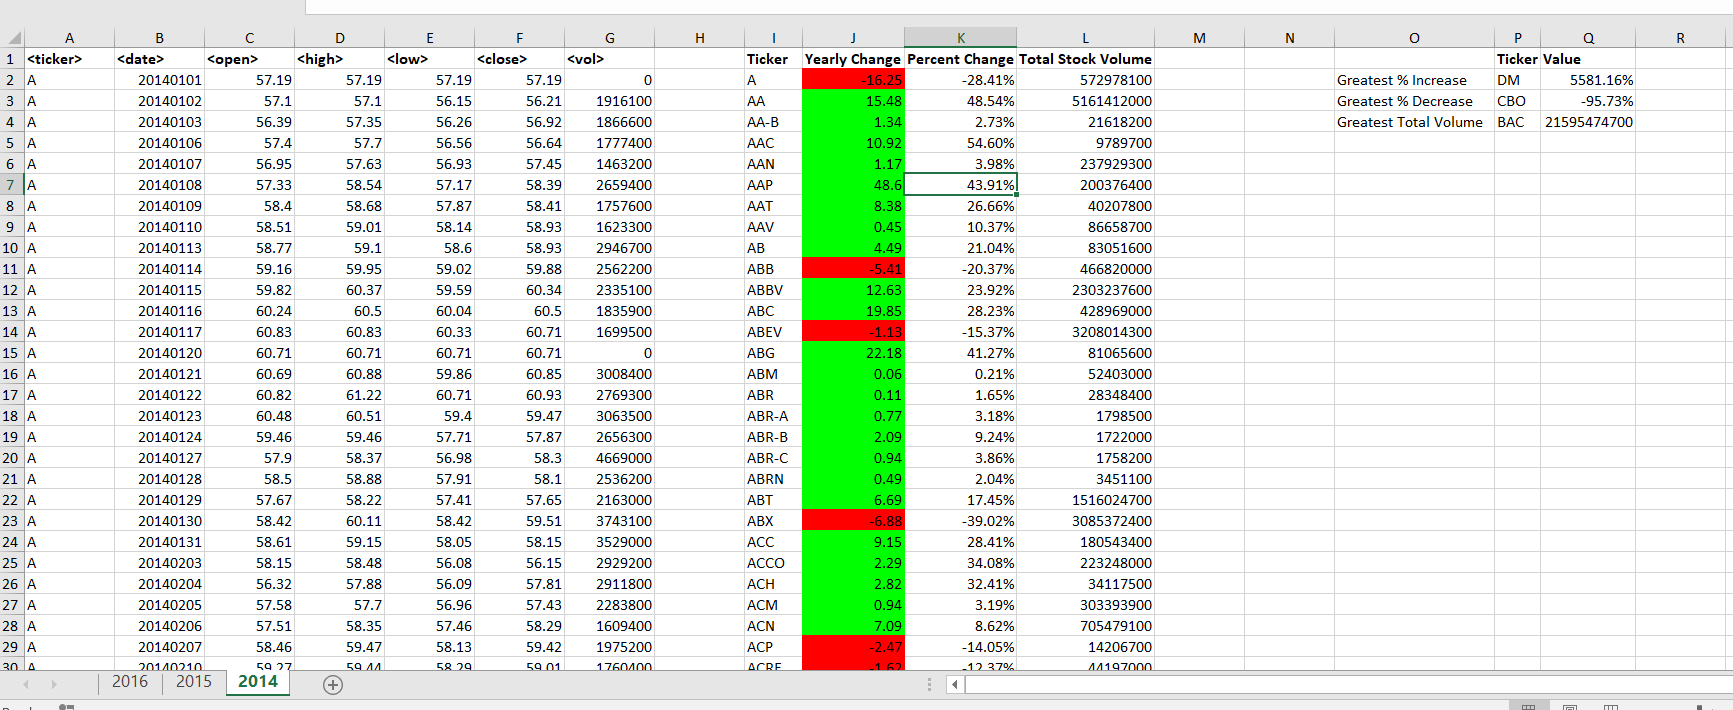 A B C D E F G H I J K L M N O P Q R
1 <ticker> <date> <open> <high> <low> <close> <vol> Ticker Yearly Change Percent Change Total Stock Volume Ticker Value
2 A 20140101 57.19 57.19 57.19 57.19 0 A -16.25 -28.41% 572978100 Greatest % Increase DM 5581.16%
3 A 20140102 57.1 57.1 56.15 56.21 1916100 AA 15.48 48.54% 5161412000 Greatest % Decrease CBO -95.73%
4 A 20140103 56.39 57.35 56.26 56.92 1866600 AA-B 1.34 2.73% 21618200 Greatest Total Volume BAC 21595474700
5 A 20140106 57.4 57.7 56.56 56.64 1777400 AAC 10.92 54.60% 9789700
6 A 20140107 56.95 57.63 56.93 57.45 1463200 AAN 1.17 3.98% 237929300
7 A 20140108 57.33 58.54 57.17 58.39 2659400 AAP 48.6 43.91% 200376400
8 A 20140109 58.4 58.68 57.87 58.41 1757600 AAT 8.38 26.66% 40207800
9 A 20140110 58.51 59.01 58.14 58.93 1623300 AAV 0.45 10.37% 86658700
10 A 20140113 58.77 59.1 58.6 58.93 2946700 AB 4.49 21.04% 83051600
11 A 20140114 59.16 59.95 59.02 59.88 2562200 ABB -5.41 -20.37% 466820000
12 A 20140115 59.82 60.37 59.59 60.34 2335100 ABBV 12.63 23.92% 2303237600
13 A 20140116 60.24 60.5 60.04 60.5 1835900 ABC 19.85 28.23% 428969000
14 A 20140117 60.83 60.83 60.33 60.71 1699500 ABEV -1.13 -15.37% 3208014300
15 A 20140120 60.71 60.71 60.71 60.71 0 ABG 22.18 41.27% 81065600
16 A 20140121 60.69 60.88 59.86 60.85 3008400 ABM 0.06 0.21% 52403000
17 A 20140122 60.82 61.22 60.71 60.93 2769300 ABR 0.11 1.65% 28348400
18 A 20140123 60.48 60.51 59.4 59.47 3063500 ABR-A 0.77 3.18% 1798500
19 A 20140124 59.46 59.46 57.71 57.87 2656300 ABR-B 2.09 9.24% 1722000
20 A 20140127 57.9 58.37 56.98 58.3 4669000 ABR-C 0.94 3.86% 1758200
21 A 20140128 58.5 58.88 57.91 58.1 2536200 ABRN 0.49 2.04% 3451100
22 A 20140129 57.67 58.22 57.41 57.65 2163000 ABT 6.69 17.45% 1516024700
23 A 20140130 58.42 60.11 58.42 59.51 3743100 ABX -6.88 -39.02% 3085372400
24 A 20140131 58.61 59.15 58.05 58.15 3529000 ACC 9.15 28.41% 180543400
25 A 20140203 58.15 58.48 56.08 56.15 2929200 ACCO 2.29 34.08% 223248000
26 A 20140204 56.32 57.88 56.09 57.81 2911800 ACH 2.82 32.41% 34117500
27 A 20140205 57.58 57.7 56.96 57.43 2283800 ACM 0.94 3.19% 303393900
28 A 20140206 57.51 58.35 57.46 58.29 1609400 ACN 7.09 8.62% 705479100
29 A 20140207 58.46 59.47 58.13 59.42 1975200 ACP -2.47 -14.05% 14206700
30 A 20140210 59.27 59.44 58.29 59.01 1760400 ACRE -1.62 -12.37% 44197000
2016 2015 2014